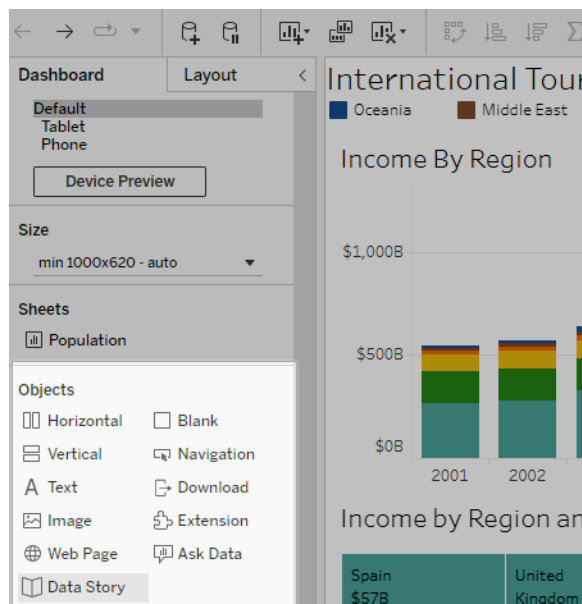 Dashboard
Layout
Default
Tablet
Phone
Device Preview
Size
min 1000x620 - auto
Sheets
Population
Objects
Horizontal
Blank
Vertical
Navigation
Text
Download
Image
Extension
Web Page
Ask Data
Data Story
International
Oceania
Middle East
Income By Region
$1,000B
$500B
$0B
2001
2002
Income by Region
Spain
$57B
United
Kingdom